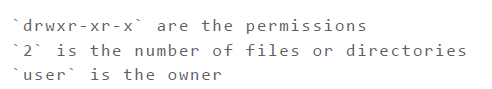 `drwxr-xr-x` are the permissions
`2` is the number of files or directories
`user` is the owner